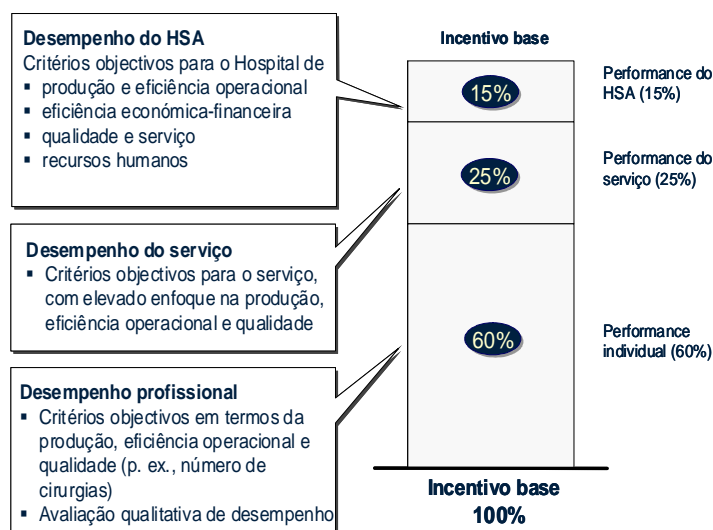 Desempenho do HSA
Critérios objectivos para o Hospital de
▪ produção e eficiência operacional
▪ eficiência económica-financeira
▪ qualidade e serviço
▪ recursos humanos
Desempenho do serviço
▪ Critérios objectivos para o serviço,
com elevado enfoque na produção,
eficiência operacional e qualidade
Desempenho profissional
▪ Critérios objectivos em termos da
produção, eficiência operacional e
qualidade (p. ex., número de
cirurgias)
▪ Avaliação qualitativa de desempenho
Incentivo base
15%
25%
60%
Incentivo base
100%
Performance do
HSA (15%)
Performance do
serviço (25%)
Performance
individual (60%)